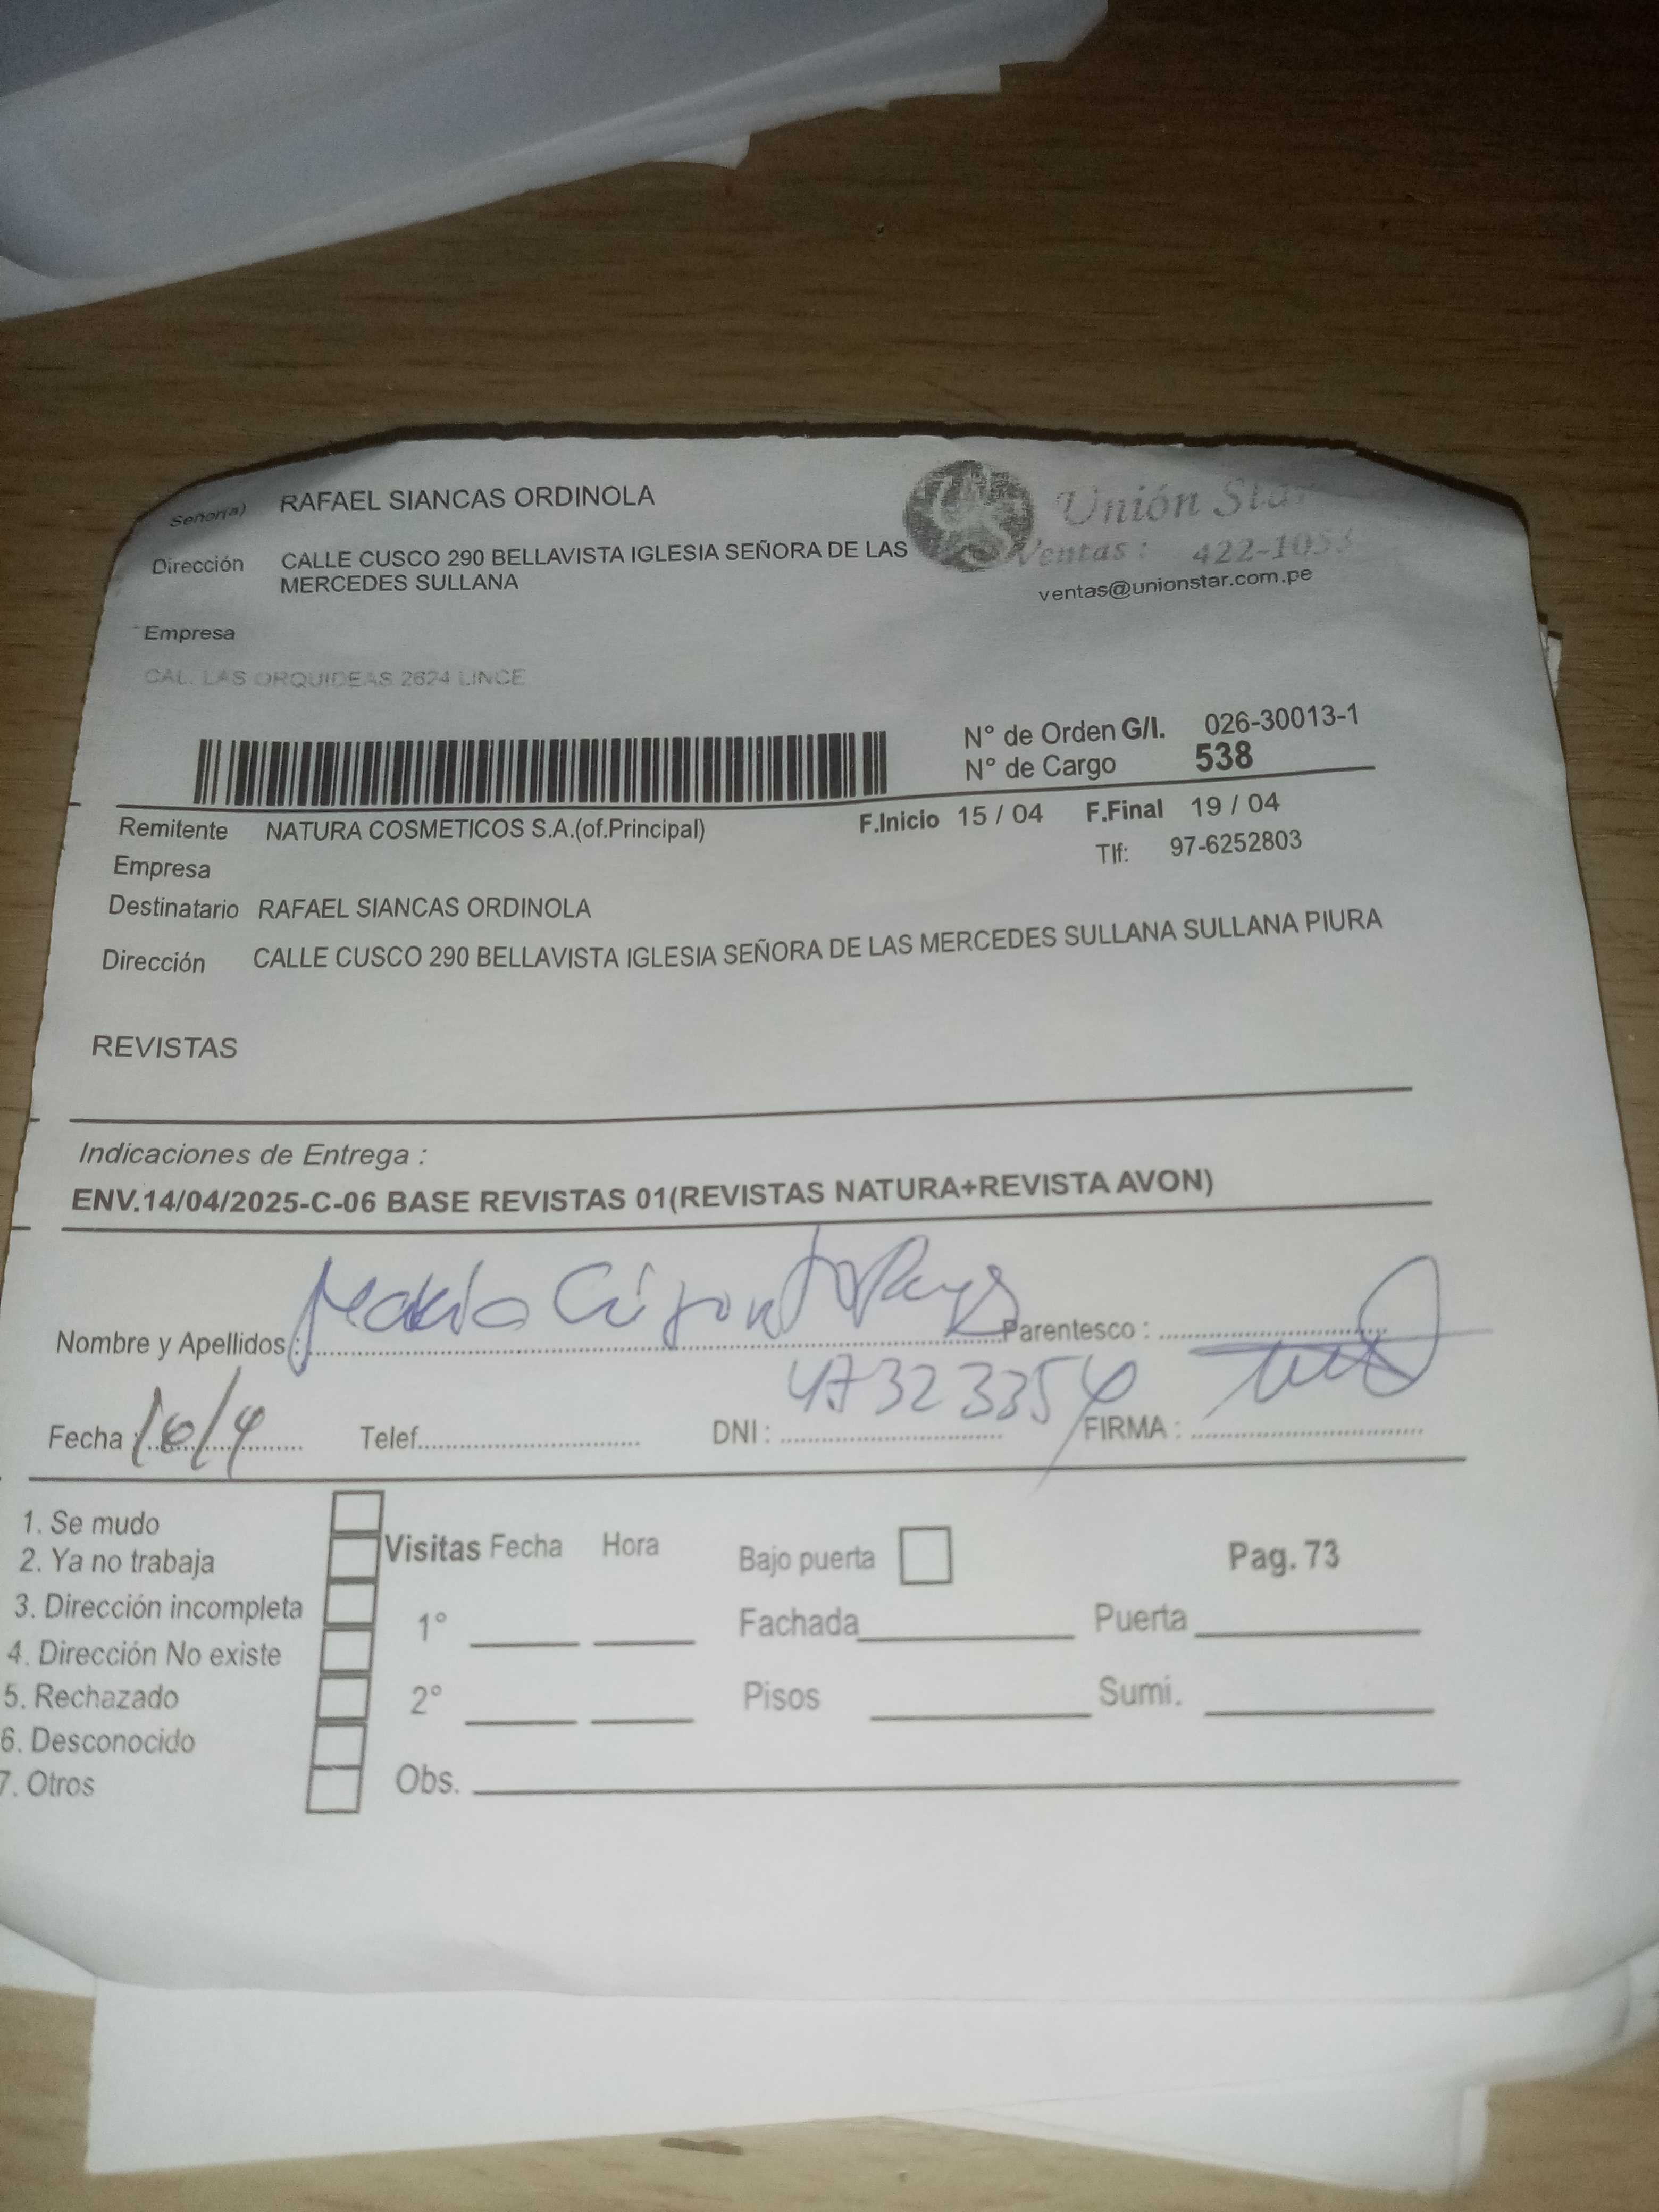 Señor(a) RAFAEL SIANCAS ORDINOLA
Unión Star
Dirección CALLE CUSCO 290 BELLAVISTA IGLESIA SEÑORA DE LAS
MERCEDES SULLANA
Ventas : 422-1053
ventas@unionstar.com.pe
Empresa
CAL. LAS ORQUIDEAS 2624 LINCE
N° de Orden G/I. 026-30013-1
N° de Cargo 538
Remitente NATURA COSMETICOS S.A.(of.Principal) F.Inicio 15 / 04 F.Final 19 / 04
Empresa Tlf: 97-6252803
Destinatario RAFAEL SIANCAS ORDINOLA
Dirección CALLE CUSCO 290 BELLAVISTA IGLESIA SEÑORA DE LAS MERCEDES SULLANA SULLANA PIURA
REVISTAS
Indicaciones de Entrega :
ENV.14/04/2025-C-06 BASE REVISTAS 01(REVISTAS NATURA+REVISTA AVON)
Nombre y Apellidos : Parentesco :
Fecha : 16/4 Telef. DNI : FIRMA :
1. Se mudo
2. Ya no trabaja
3. Dirección incompleta
4. Dirección No existe
5. Rechazado
6. Desconocido
7. Otros
Visitas Fecha Hora Bajo puerta Pag. 73
1° Fachada Puerta
2° Pisos Sumi.
Obs.